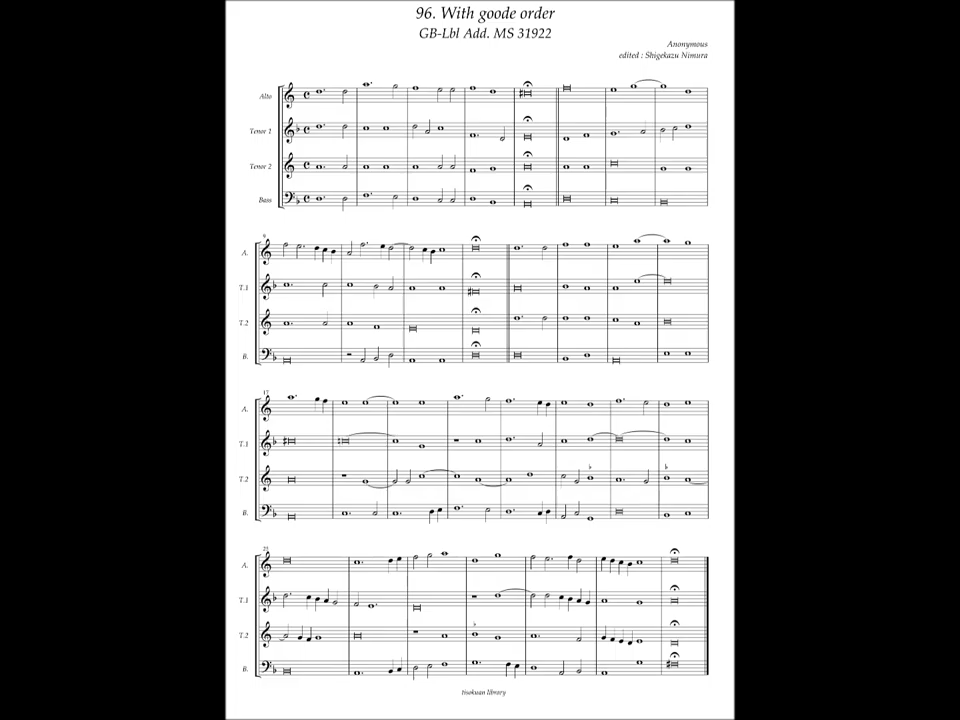 96. With goode order
GB-Lbl Add. MS 31922
Anonymous
edited : Shigekazu Nimura
Alto
Tenor 1
Tenor 2
Bass
9
A.
T.1
T.2
B.
17
A.
T.1
T.2
B.
A.
T.1
T.2
B.
tisokuan library